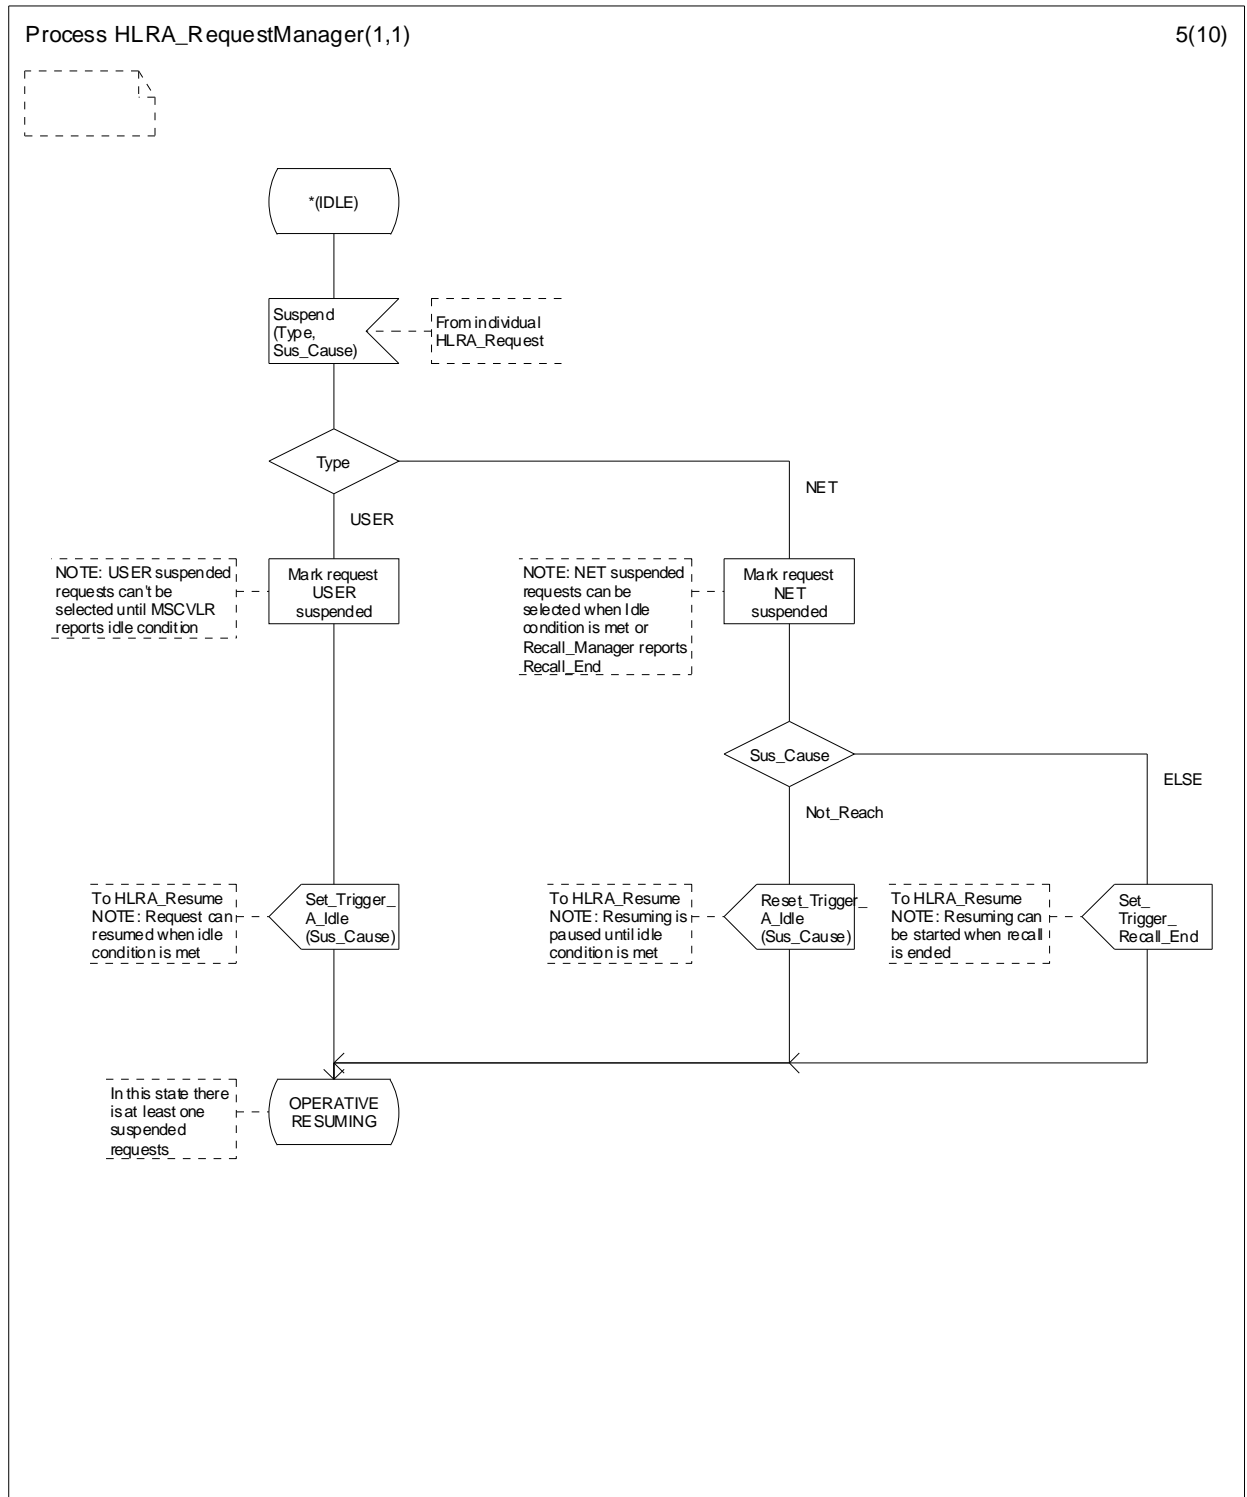 Process HLRA_RequestManager(1,1)
5(10)
*(IDLE)
Suspend
(Type,
Sus_Cause)
From individual
HLRA_Request
Type
NET
USER
NOTE: USER suspended
requests can't be
selected until MSCVLR
reports idle condition
Mark request
USER
suspended
NOTE: NET suspended
requests can be
selected when Idle
condition is met or
Recall_Manager reports
Recall_End
Mark request
NET
suspended
Sus_Cause
ELSE
Not_Reach
To HLRA_Resume
NOTE: Request can
resumed when idle
condition is met
Set_Trigger_
A_Idle
(Sus_Cause)
To HLRA_Resume
NOTE: Resuming is
paused until idle
condition is met
Reset_Trigger_
A_Idle
(Sus_Cause)
To HLRA_Resume
NOTE: Resuming can
be started when recall
is ended
Set_
Trigger_
Recall_End
In this state there
is at least one
suspended
requests
OPERATIVE
RESUMING